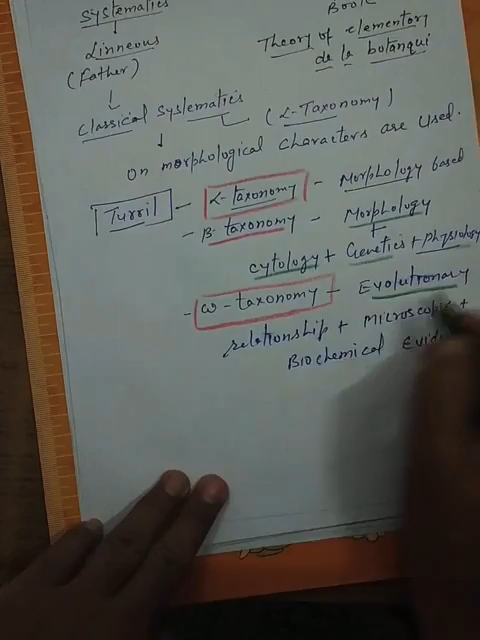 Systematics
Book
Linneous
(Father)
Theory of elementory
de la botanqui
Classical Systematics
(α-Taxonomy)
on morphological characters are used.
Turril - α-taxonomy - Morphology based
- β-taxonomy - Morphology
+
cytology + Genetics + physiology
- ω-taxonomy - Evolutionary
relationship + Microscopic +
Biochemical